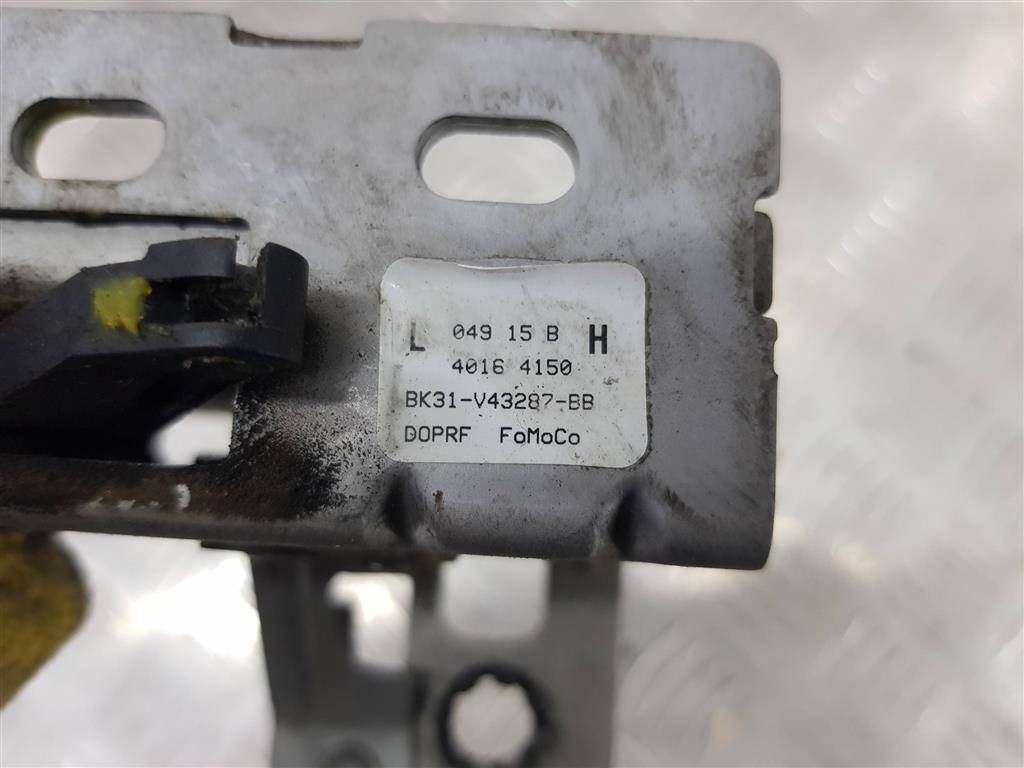 L 049 15 B H
4016 4150
BK31-V43287-BB
DOPRF FoMoCo